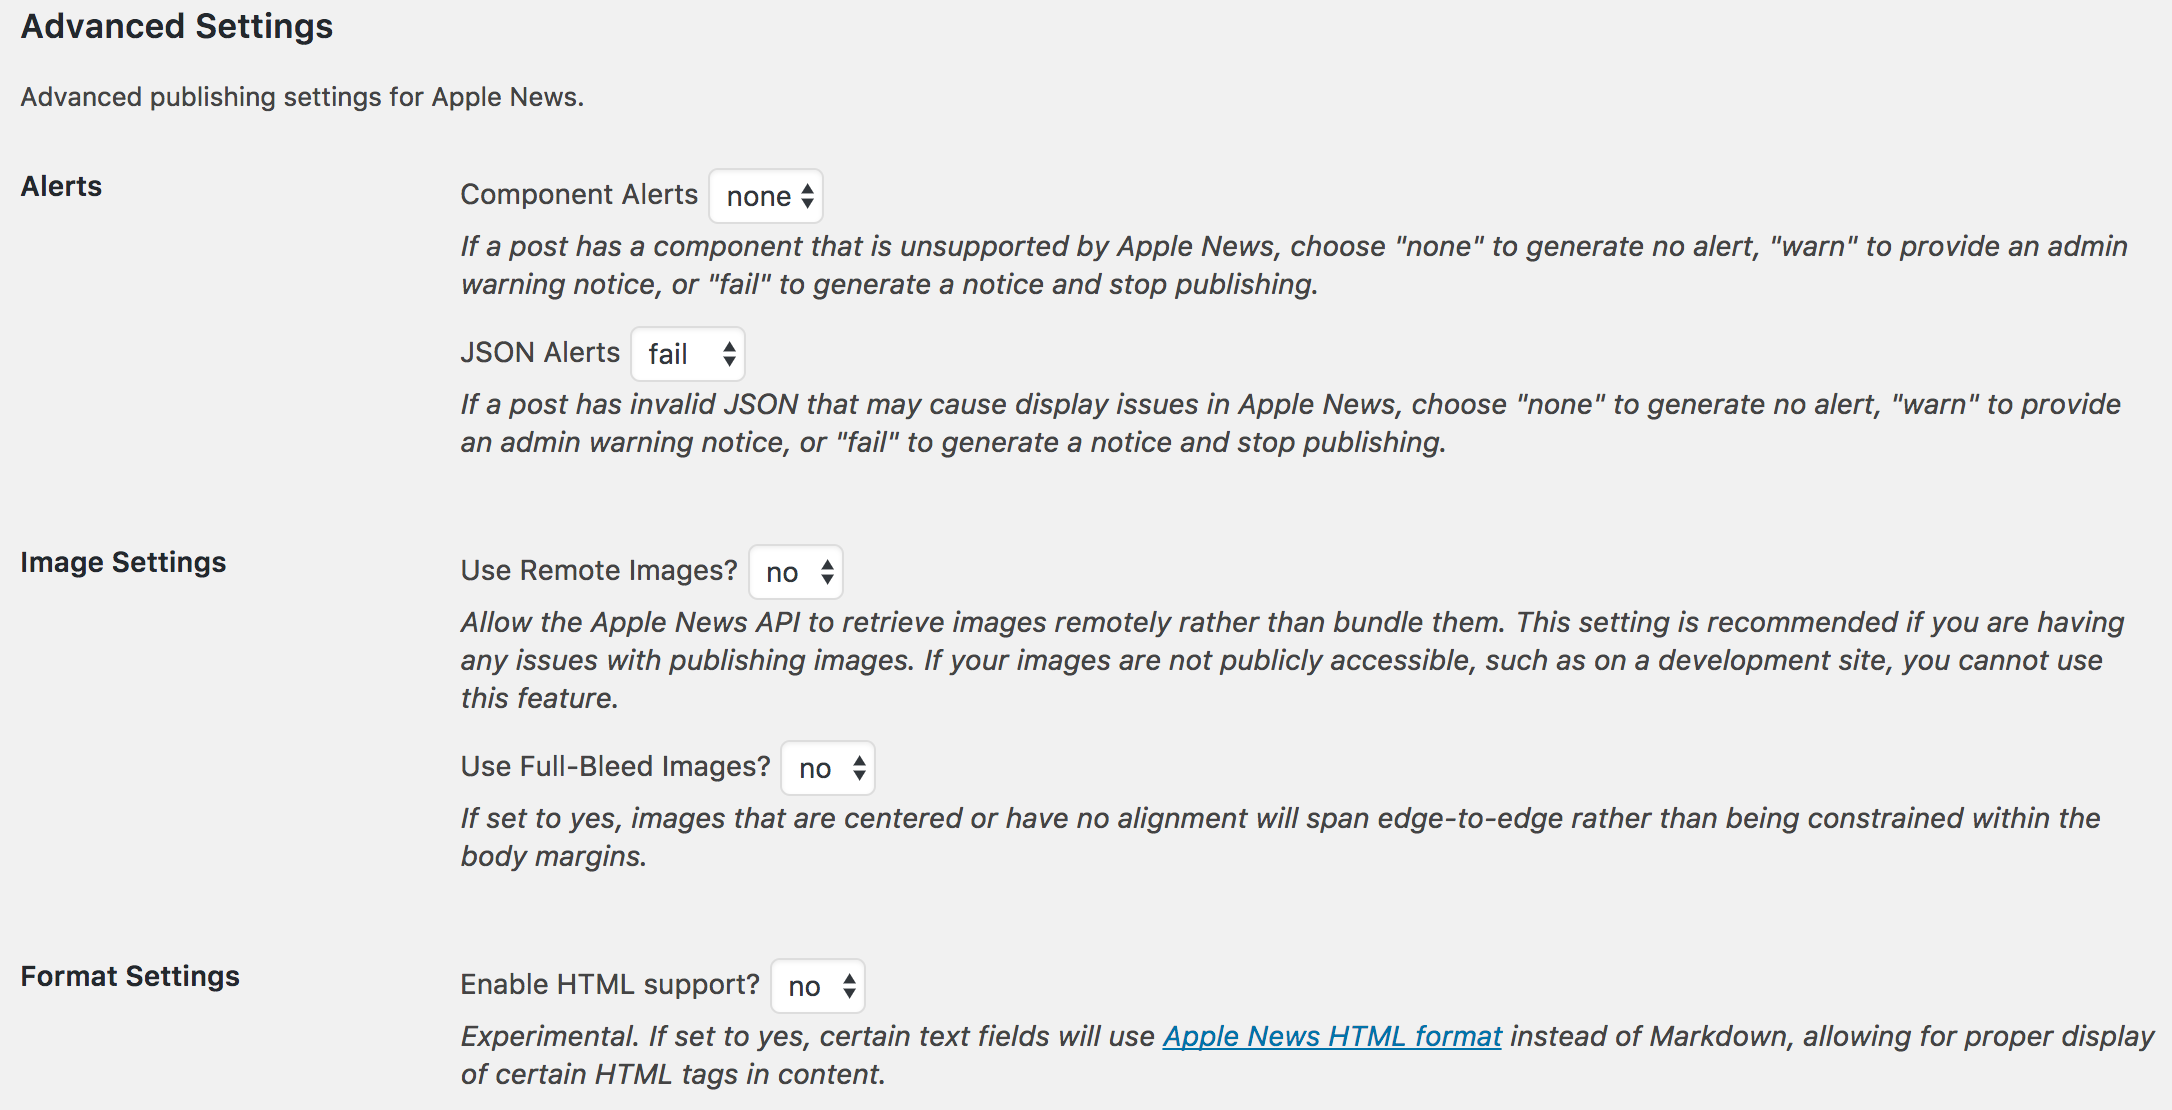 Advanced Settings
Advanced publishing settings for Apple News.
Alerts
Component Alerts none
If a post has a component that is unsupported by Apple News, choose "none" to generate no alert, "warn" to provide an admin
warning notice, or "fail" to generate a notice and stop publishing.
JSON Alerts fail
If a post has invalid JSON that may cause display issues in Apple News, choose "none" to generate no alert, "warn" to provide
an admin warning notice, or "fail" to generate a notice and stop publishing.
Image Settings
Use Remote Images? no
Allow the Apple News API to retrieve images remotely rather than bundle them. This setting is recommended if you are having
any issues with publishing images. If your images are not publicly accessible, such as on a development site, you cannot use
this feature.
Use Full-Bleed Images? no
If set to yes, images that are centered or have no alignment will span edge-to-edge rather than being constrained within the
body margins.
Format Settings
Enable HTML support? no
Experimental. If set to yes, certain text fields will use Apple News HTML format instead of Markdown, allowing for proper display
of certain HTML tags in content.